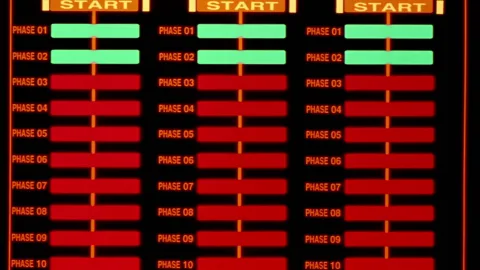 START START START
PHASE 01 PHASE 01 PHASE 01
PHASE 02 PHASE 02 PHASE 02
PHASE 03 PHASE 03 PHASE 03
PHASE 04 PHASE 04 PHASE 04
PHASE 05 PHASE 05 PHASE 05
PHASE 06 PHASE 06 PHASE 06
PHASE 07 PHASE 07 PHASE 07
PHASE 08 PHASE 08 PHASE 08
PHASE 09 PHASE 09 PHASE 09
PHASE 10 PHASE 10 PHASE 10